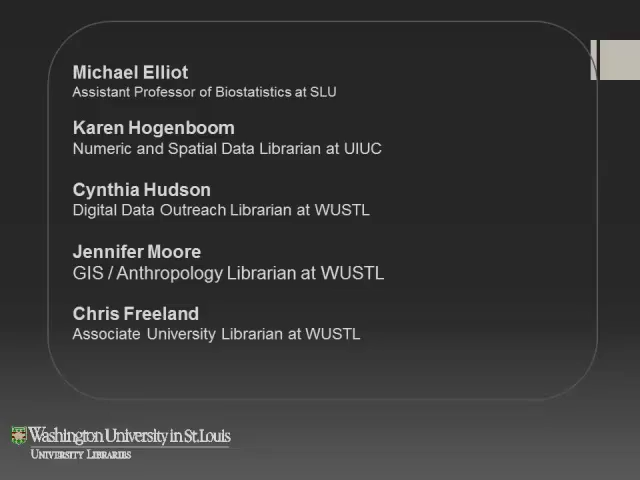 Michael Elliot
Assistant Professor of Biostatistics at SLU
Karen Hogenboom
Numeric and Spatial Data Librarian at UIUC
Cynthia Hudson
Digital Data Outreach Librarian at WUSTL
Jennifer Moore
GIS / Anthropology Librarian at WUSTL
Chris Freeland
Associate University Librarian at WUSTL
Washington University in St. Louis
University Libraries